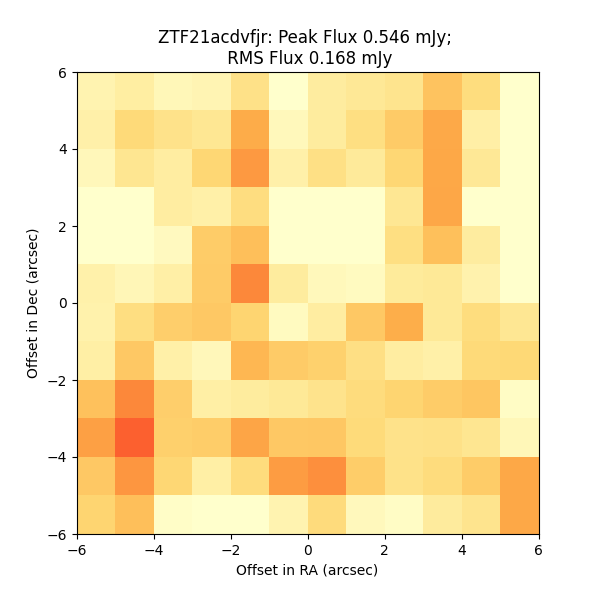 ZTF21acdvfjr: Peak Flux 0.546 mJy;
RMS Flux 0.168 mJy
6
4
2
0
−2
−4
−6
Offset in Dec (arcsec)
−6 −4 −2 0 2 4 6
Offset in RA (arcsec)